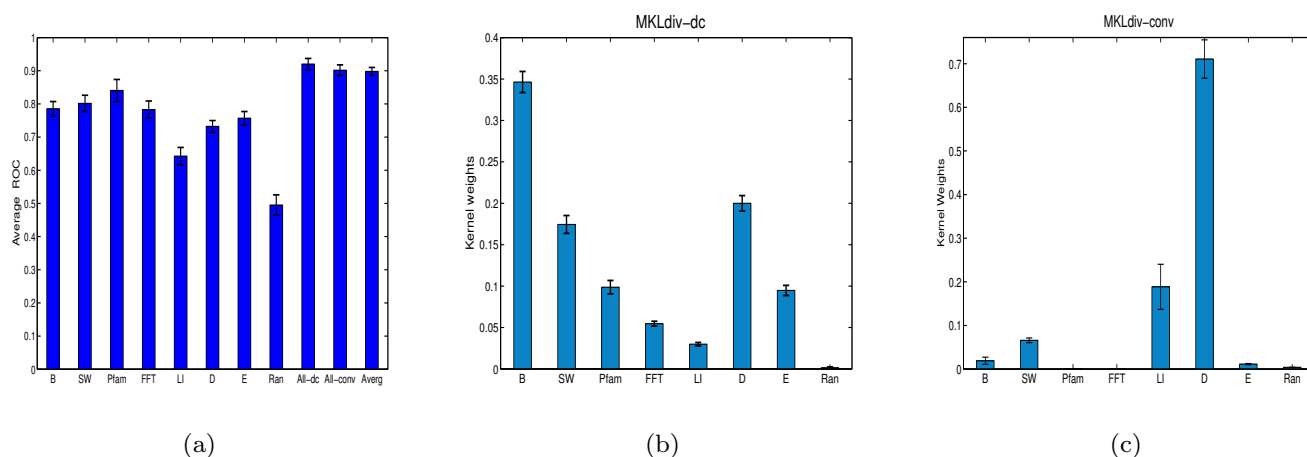 1
0.9
0.8
0.7
0.6
0.5
0.4
0.3
0.2
0.1
0
Average ROC
B SW Pfam FFT LI D E Ran All-dc All-conv Averg
(a)
MKLdiv-dc
0.4
0.35
0.3
0.25
0.2
0.15
0.1
0.05
0
Kernel weights
B SW Pfam FFT LI D E Ran
(b)
MKLdiv-conv
0.7
0.6
0.5
0.4
0.3
0.2
0.1
0
Kernel Weights
B SW Pfam FFT LI D E Ran
(c)